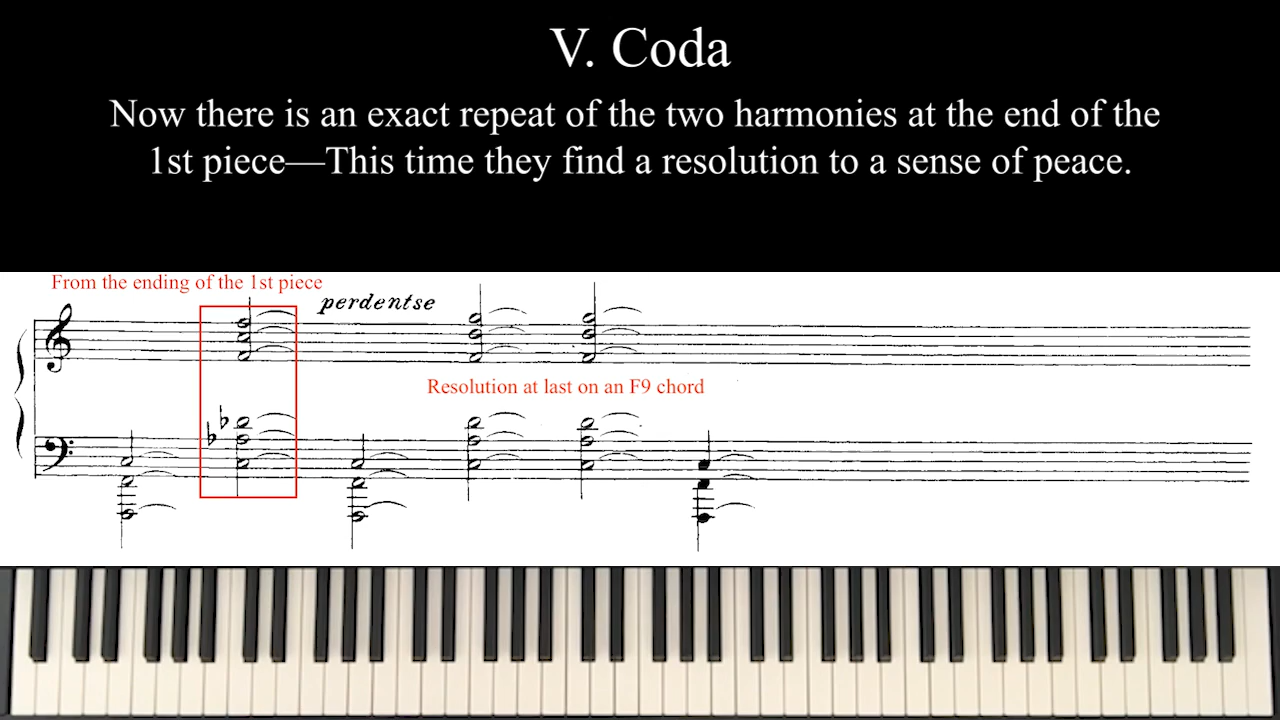 V. Coda
Now there is an exact repeat of the two harmonies at the end of the
1st piece—This time they find a resolution to a sense of peace.
From the ending of the 1st piece
perdentse
Resolution at last on an F9 chord